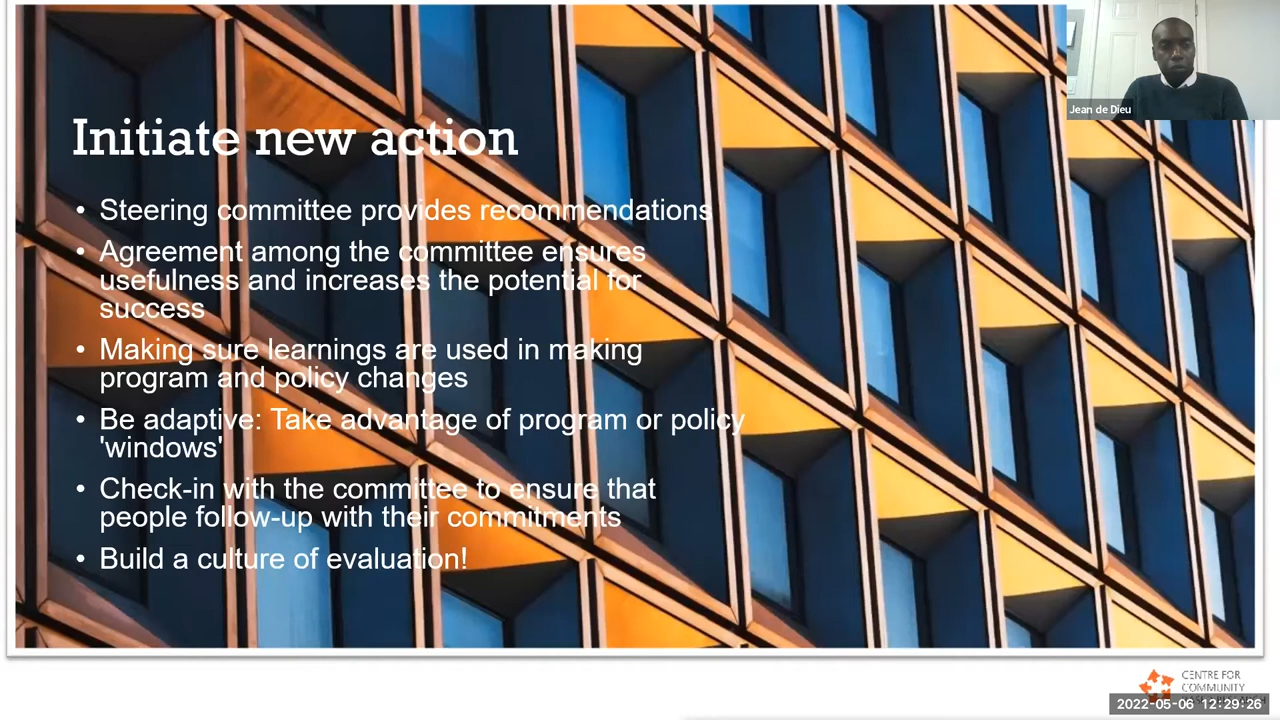 Jean de Dieu
Initiate new action
• Steering committee provides recommendations
• Agreement among the committee ensures
usefulness and increases the potential for
success
• Making sure learnings are used in making
program and policy changes
• Be adaptive: Take advantage of program or policy
'windows'
• Check-in with the committee to ensure that
people follow-up with their commitments
• Build a culture of evaluation!
CENTRE FOR
COMMUNITY
2022-05-06 12:29:26